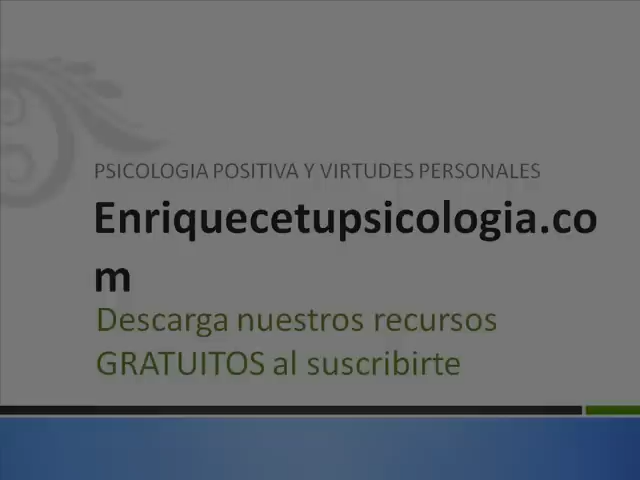 PSICOLOGIA POSITIVA Y VIRTUDES PERSONALES
Enriquecetupsicologia.co
m
Descarga nuestros recursos
GRATUITOS al suscribirte